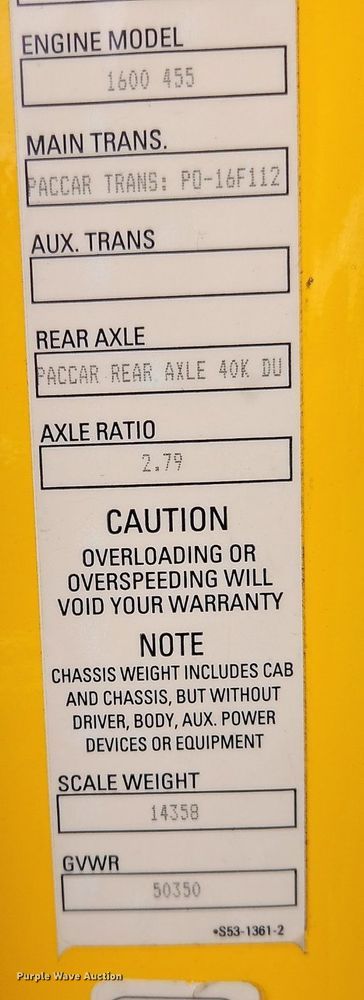 ENGINE MODEL
1600 455
MAIN TRANS.
PACCAR TRANS: PO-16F112
AUX. TRANS
REAR AXLE
PACCAR REAR AXLE 40K DU
AXLE RATIO
2.79
CAUTION
OVERLOADING OR
OVERSPEEDING WILL
VOID YOUR WARRANTY
NOTE
CHASSIS WEIGHT INCLUDES CAB
AND CHASSIS, BUT WITHOUT
DRIVER, BODY, AUX. POWER
DEVICES OR EQUIPMENT
SCALE WEIGHT
14358
GVWR
50350
•S53-1361-2
Purple Wave Auction